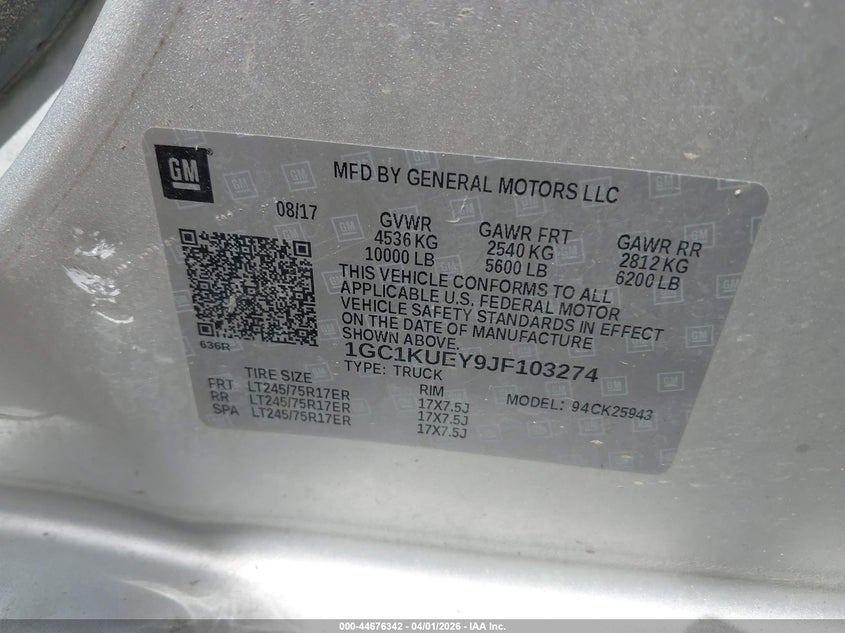 GM
MFD BY GENERAL MOTORS LLC
08/17
GVWR
4536 KG
10000 LB
GAWR FRT
2540 KG
5600 LB
GAWR RR
2812 KG
6200 LB
THIS VEHICLE CONFORMS TO ALL
APPLICABLE U.S. FEDERAL MOTOR
VEHICLE SAFETY STANDARDS IN EFFECT
ON THE DATE OF MANUFACTURE
SHOWN ABOVE.
636R
1GC1KUEY9JF103274
TYPE: TRUCK
MODEL: 94CK25943
TIRE SIZE RIM
FRT LT245/75R17ER 17X7.5J
RR LT245/75R17ER 17X7.5J
SPA LT245/75R17ER 17X7.5J
000-44676342 - 04/01/2026 - IAA Inc.